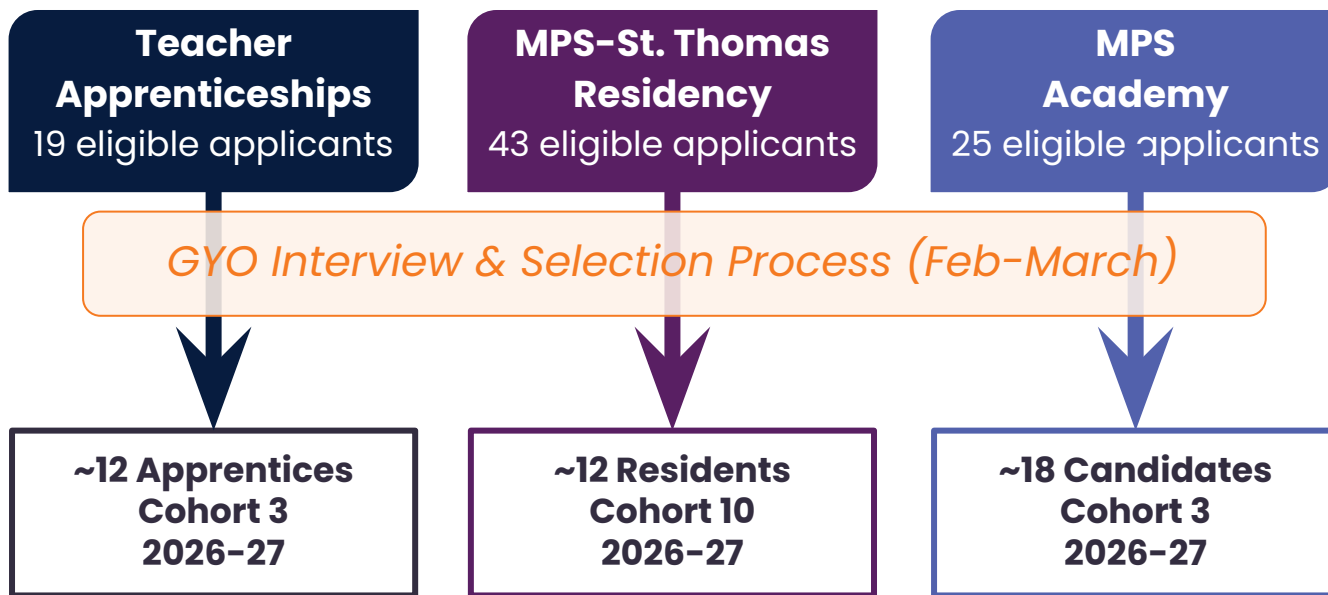 Teacher
Apprenticeships
19 eligible applicants
MPS-St. Thomas
Residency
43 eligible applicants
MPS
Academy
25 eligible applicants
GYO Interview & Selection Process (Feb-March)
~12 Apprentices
Cohort 3
2026-27
~12 Residents
Cohort 10
2026-27
~18 Candidates
Cohort 3
2026-27